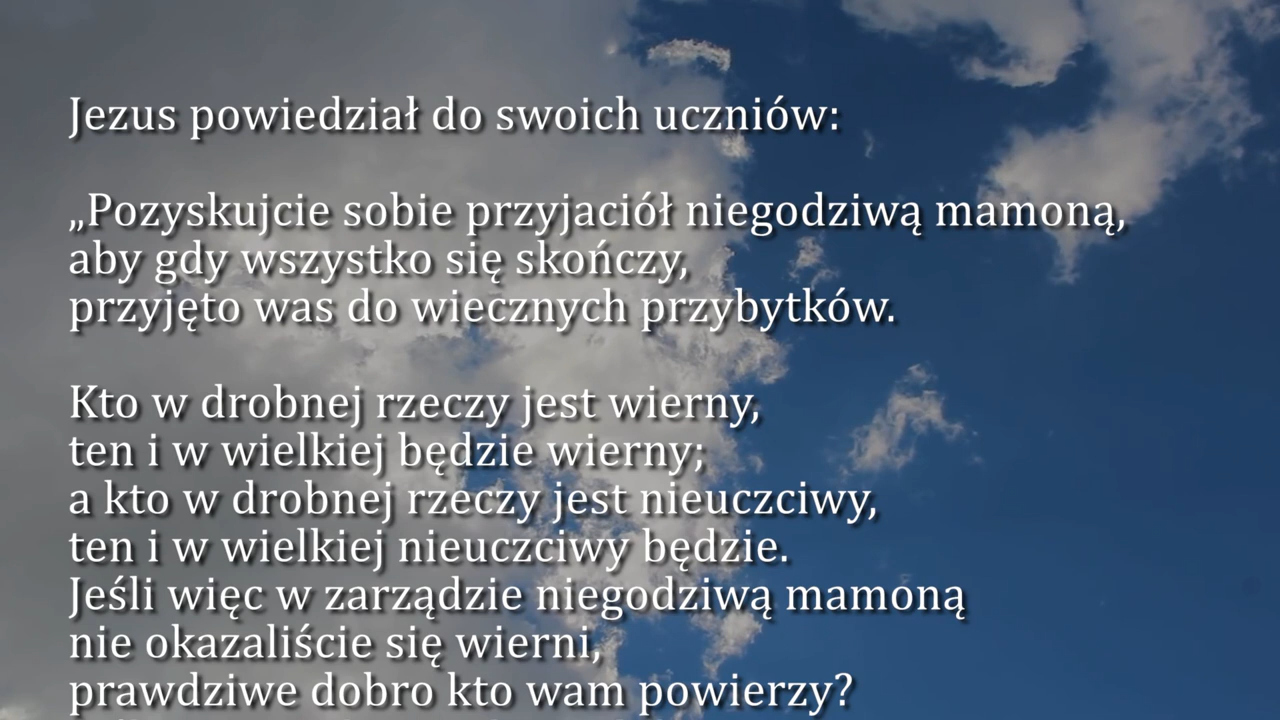 Jezus powiedział do swoich uczniów:
„Pozyskujcie sobie przyjaciół niegodziwą mamoną,
aby gdy wszystko się skończy,
przyjęto was do wiecznych przybytków.
Kto w drobnej rzeczy jest wierny,
ten i w wielkiej będzie wierny;
a kto w drobnej rzeczy jest nieuczciwy,
ten i w wielkiej nieuczciwy będzie.
Jeśli więc w zarządzie niegodziwą mamoną
nie okazaliście się wierni,
prawdziwe dobro kto wam powierzy?